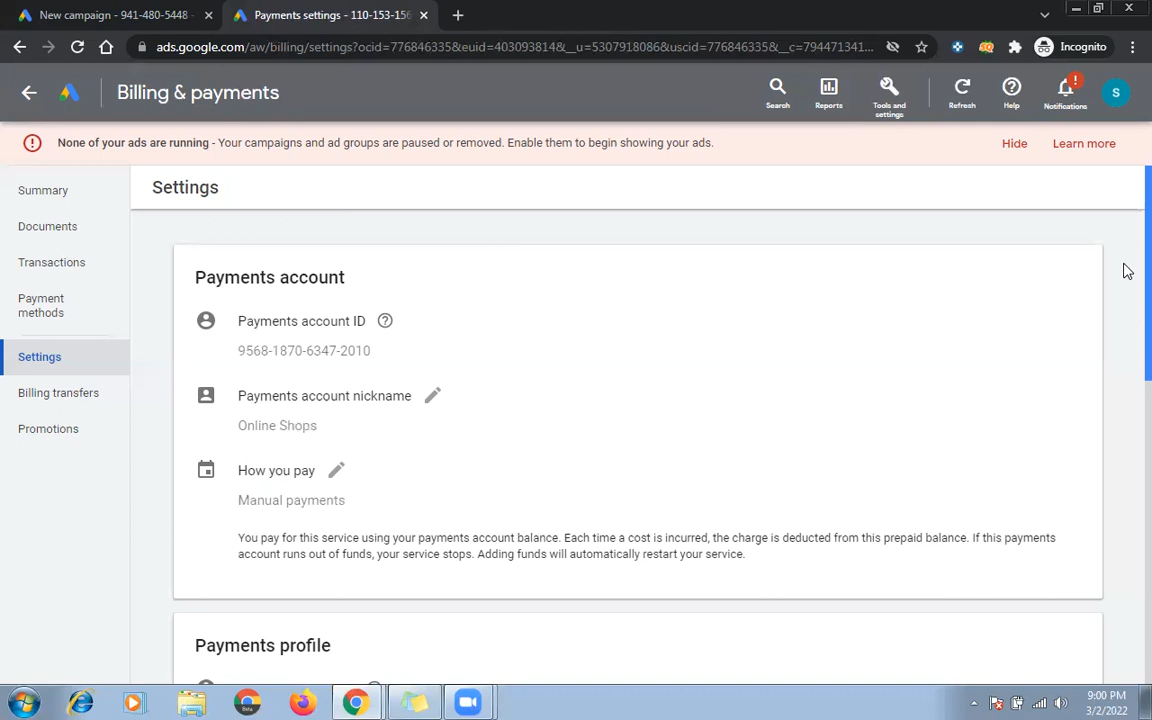 New campaign - 941-480-5448 -
Payments settings - 110-153-156
ads.google.com/aw/billing/settings?ocid=776846335&euid=4030938146&__u=5307918086&uscid=776846335&__c=794471341...
Incognito
Billing & payments
Search
Reports
Tools and
settings
Refresh
Help
!
Notifications
S
None of your ads are running - Your campaigns and ad groups are paused or removed. Enable them to begin showing your ads.
Hide
Learn more
Summary
Documents
Transactions
Payment
methods
Settings
Billing transfers
Promotions
Settings
Payments account
Payments account ID
9568-1870-6347-2010
Payments account nickname
Online Shops
How you pay
Manual payments
You pay for this service using your payments account balance. Each time a cost is incurred, the charge is deducted from this prepaid balance. If this payments
account runs out of funds, your service stops. Adding funds will automatically restart your service.
Payments profile
9:00 PM
3/2/2022